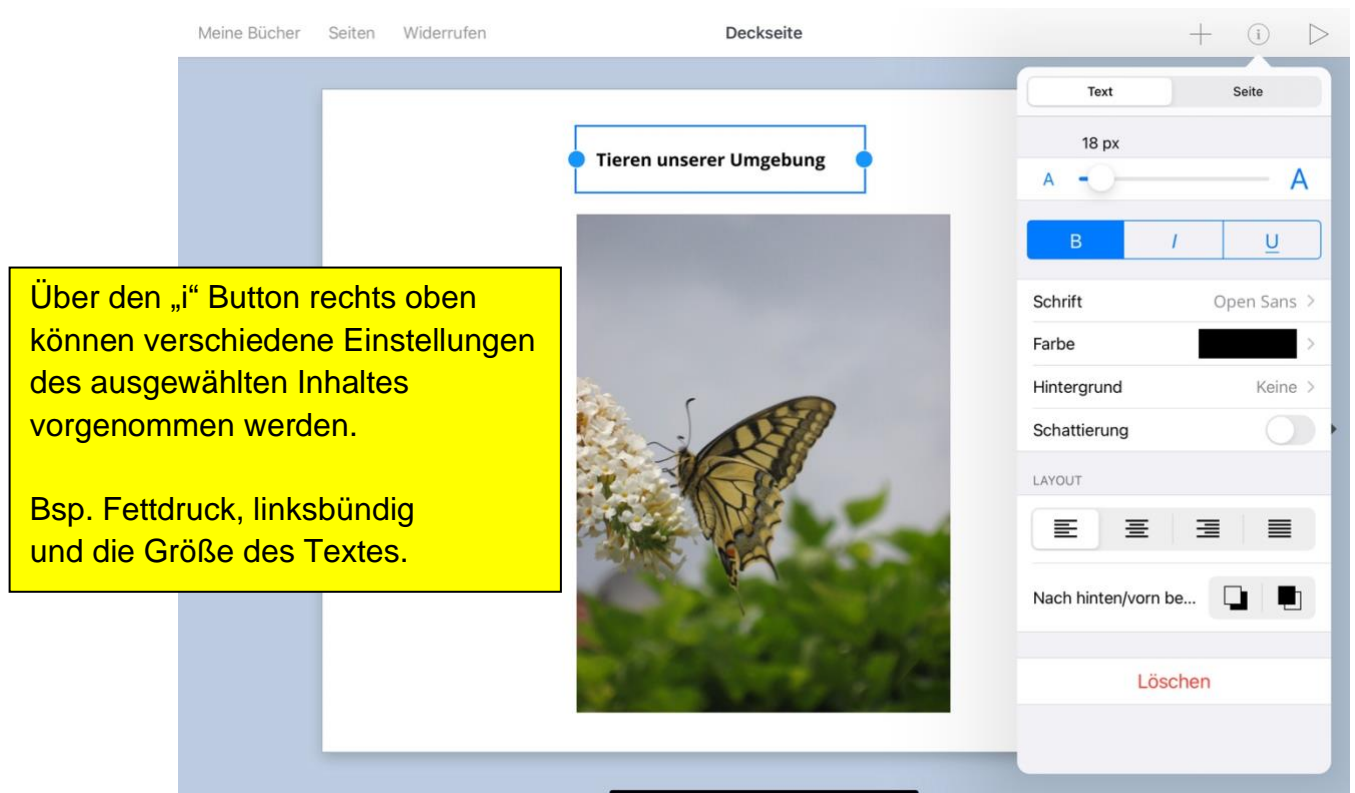 Meine Bücher Seiten Widerrufen Deckseite
Text Seite
18 px
A A
B I U
Tieren unserer Umgebung
Über den „i“ Button rechts oben
können verschiedene Einstellungen
des ausgewählten Inhaltes
vorgenommen werden.
Bsp. Fettdruck, linksbündig
und die Größe des Textes.
Schrift Open Sans >
Farbe >
Hintergrund Keine >
Schattierung
LAYOUT
Nach hinten/vorn be...
Löschen